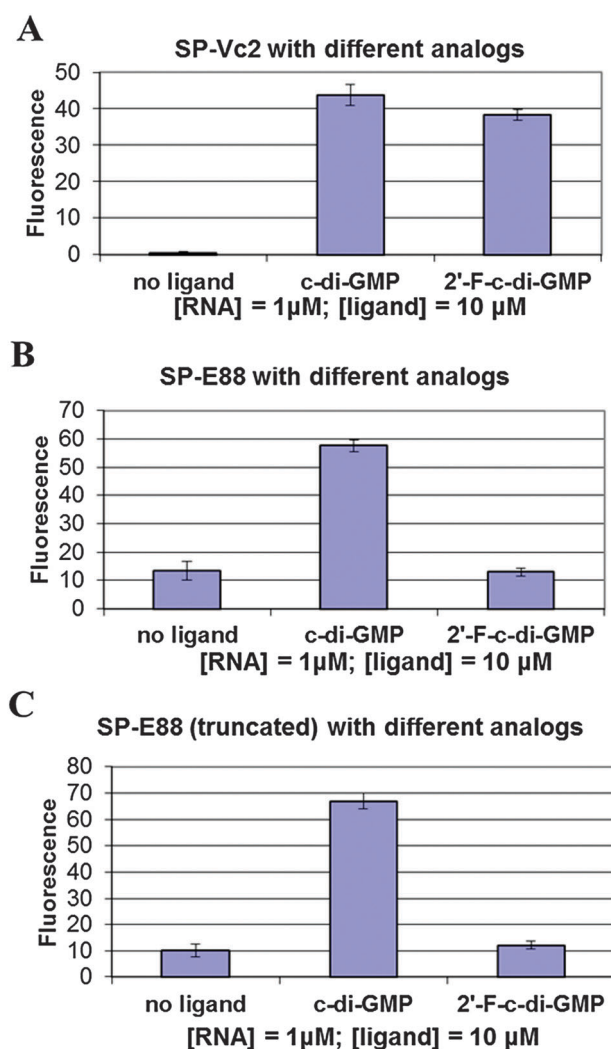 A
SP-Vc2 with different analogs
Fluorescence
50
40
30
20
10
0
no ligand c-di-GMP 2'-F-c-di-GMP
[RNA] = 1µM; [ligand] = 10 µM
B
SP-E88 with different analogs
Fluorescence
70
60
50
40
30
20
10
0
no ligand c-di-GMP 2'-F-c-di-GMP
[RNA] = 1µM; [ligand] = 10 µM
C
SP-E88 (truncated) with different analogs
Fluorescence
80
70
60
50
40
30
20
10
0
no ligand c-di-GMP 2'-F-c-di-GMP
[RNA] = 1µM; [ligand] = 10 µM